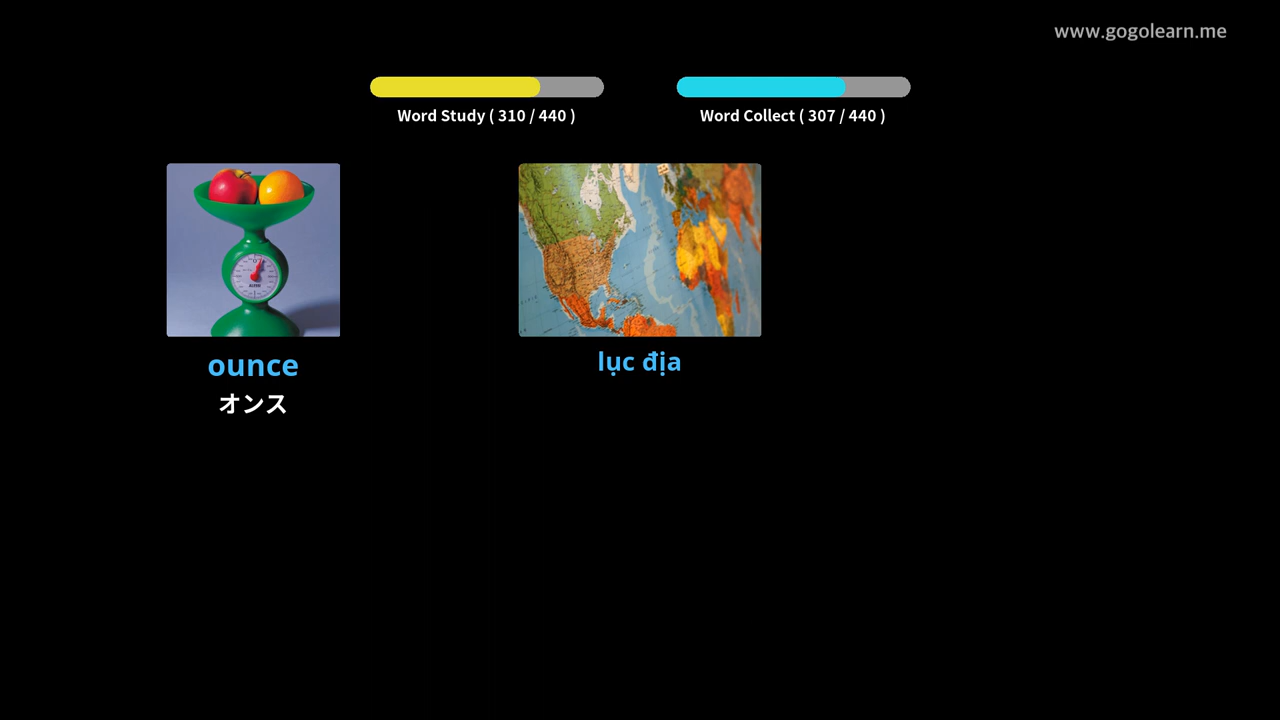 www.gogolearn.me
Word Study ( 310 / 440 )
Word Collect ( 307 / 440 )
ounce
オンス
lục địa